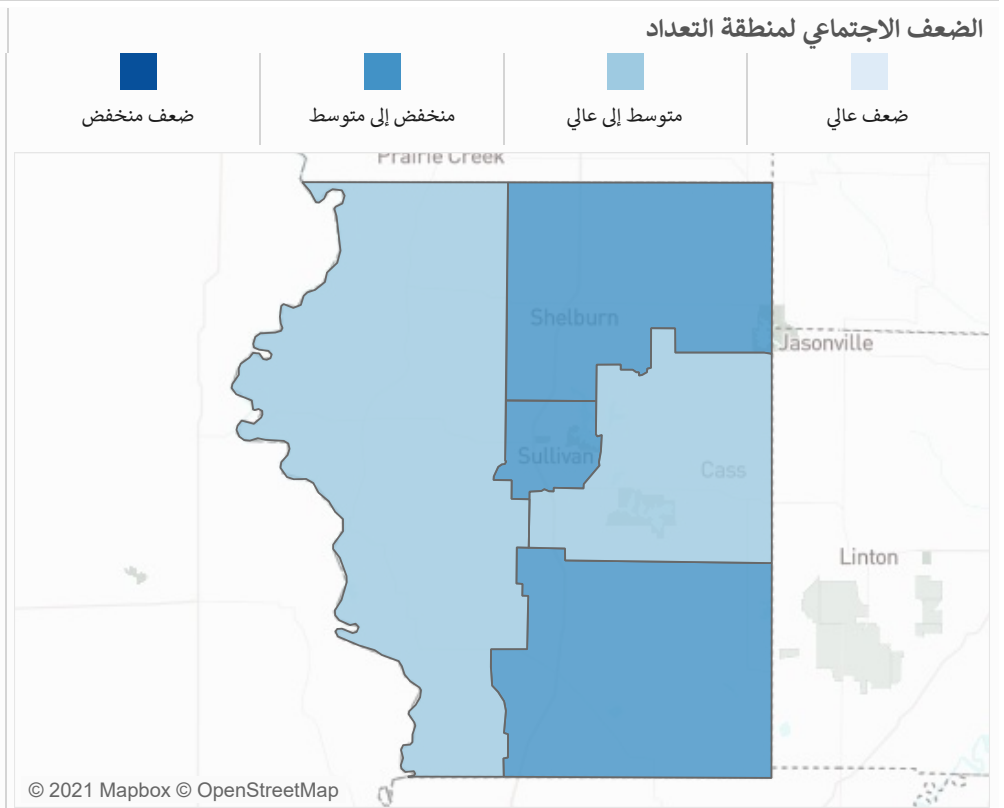 الضعف الاجتماعي لمنطقة التعداد
ضعف عالي
متوسط إلى عالي
منخفض إلى متوسط
ضعف منخفض
Prairie Creek
Shelburn
Jasonville
Sullivan
Cass
Linton
© 2021 Mapbox © OpenStreetMap